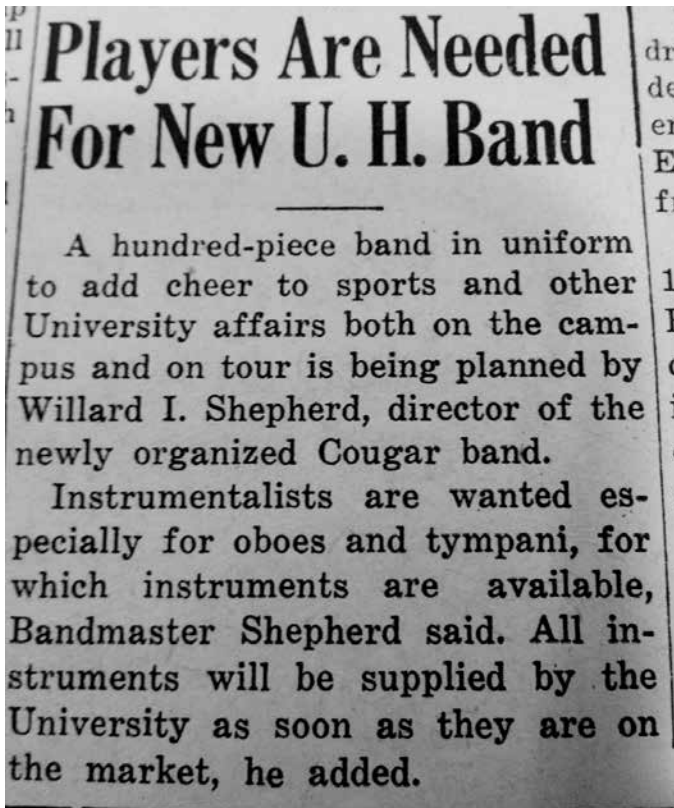 Players Are Needed
For New U. H. Band
A hundred-piece band in uniform
to add cheer to sports and other
University affairs both on the cam-
pus and on tour is being planned by
Willard I. Shepherd, director of the
newly organized Cougar band.
Instrumentalists are wanted es-
pecially for oboes and tympani, for
which instruments are available,
Bandmaster Shepherd said. All in-
struments will be supplied by the
University as soon as they are on
the market, he added.